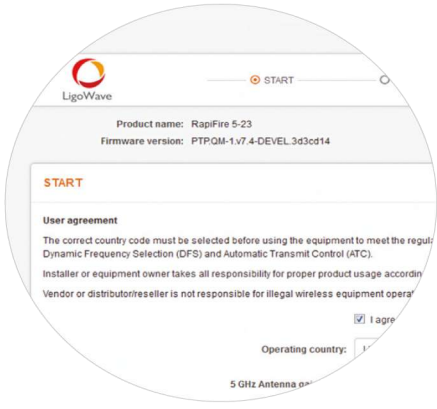 LigoWave
START
Product name: RapiFire 5-23
Firmware version: PTP.QM-1.v7.4-DEVEL.3d3cd14
START
User agreement
The correct country code must be selected before using the equipment to meet the regula
Dynamic Frequency Selection (DFS) and Automatic Transmit Control (ATC).
Installer or equipment owner takes all responsibility for proper product usage accordin
Vendor or distributor/reseller is not responsible for illegal wireless equipment operat
I agre
Operating country:
5 GHz Antenna